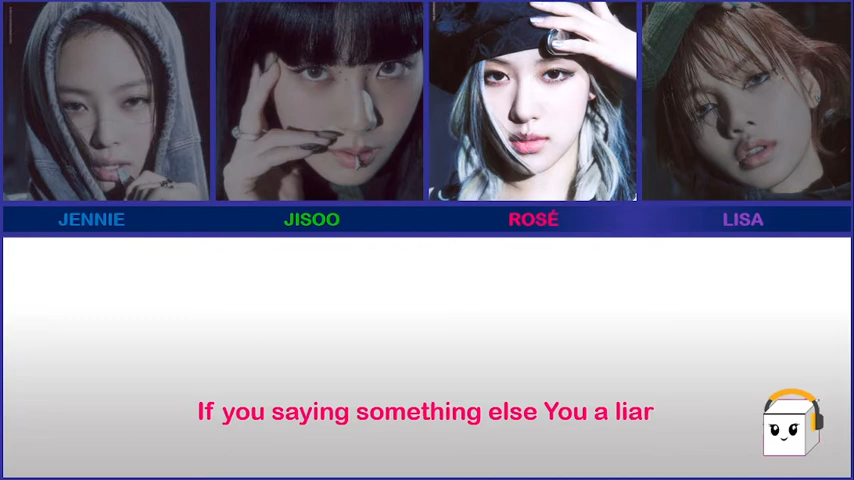 JENNIE JISOO ROSÉ LISA
If you saying something else You a liar